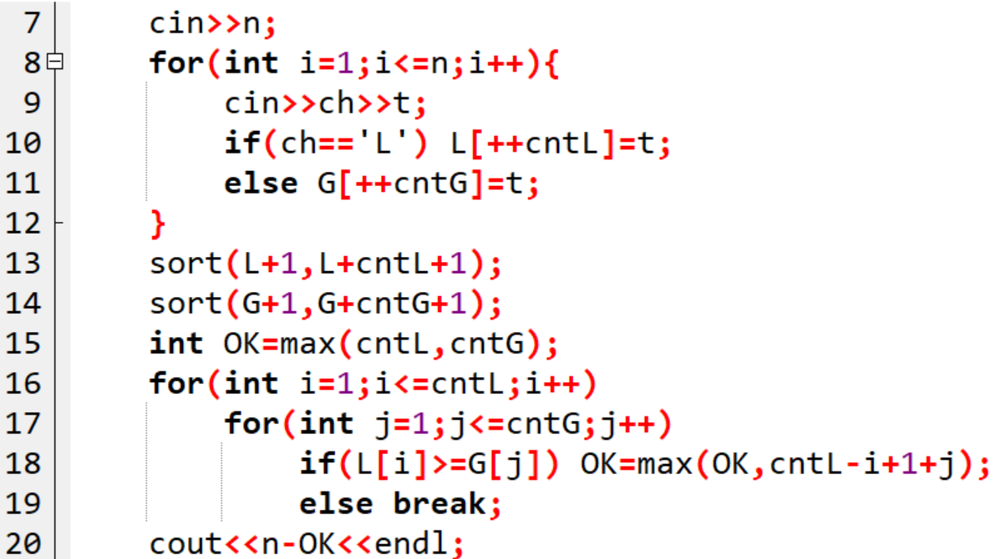 7 cin>>n;
8 for(int i=1;i<=n;i++){
9 cin>>ch>>t;
10 if(ch=='L') L[++cntL]=t;
11 else G[++cntG]=t;
12 }
13 sort(L+1,L+cntL+1);
14 sort(G+1,G+cntG+1);
15 int OK=max(cntL,cntG);
16 for(int i=1;i<=cntL;i++)
17 for(int j=1;j<=cntG;j++)
18 if(L[i]>=G[j]) OK=max(OK,cntL-i+1+j);
19 else break;
20 cout<<n-OK<<endl;